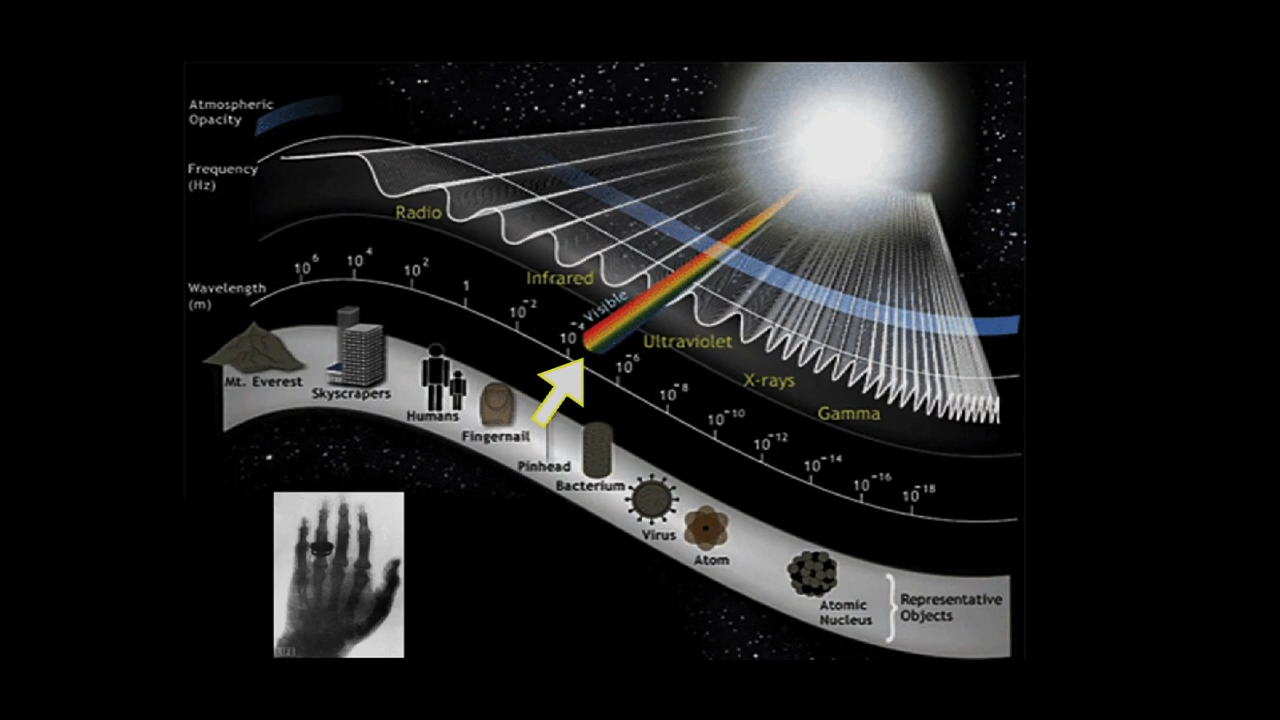 Atmospheric
Opacity
Frequency
(Hz)
Radio
Infrared
Visible
Ultraviolet
X-rays
Gamma
Wavelength
(m)
10⁶
10⁴
10²
1
10⁻²
10⁻⁴
10⁻⁶
10⁻⁸
10⁻¹⁰
10⁻¹²
10⁻¹⁴
10⁻¹⁶
10⁻¹⁸
Mt. Everest
Skyscrapers
Humans
Fingernail
Pinhead
Bacterium
Virus
Atom
Atomic
Nucleus
Representative
Objects